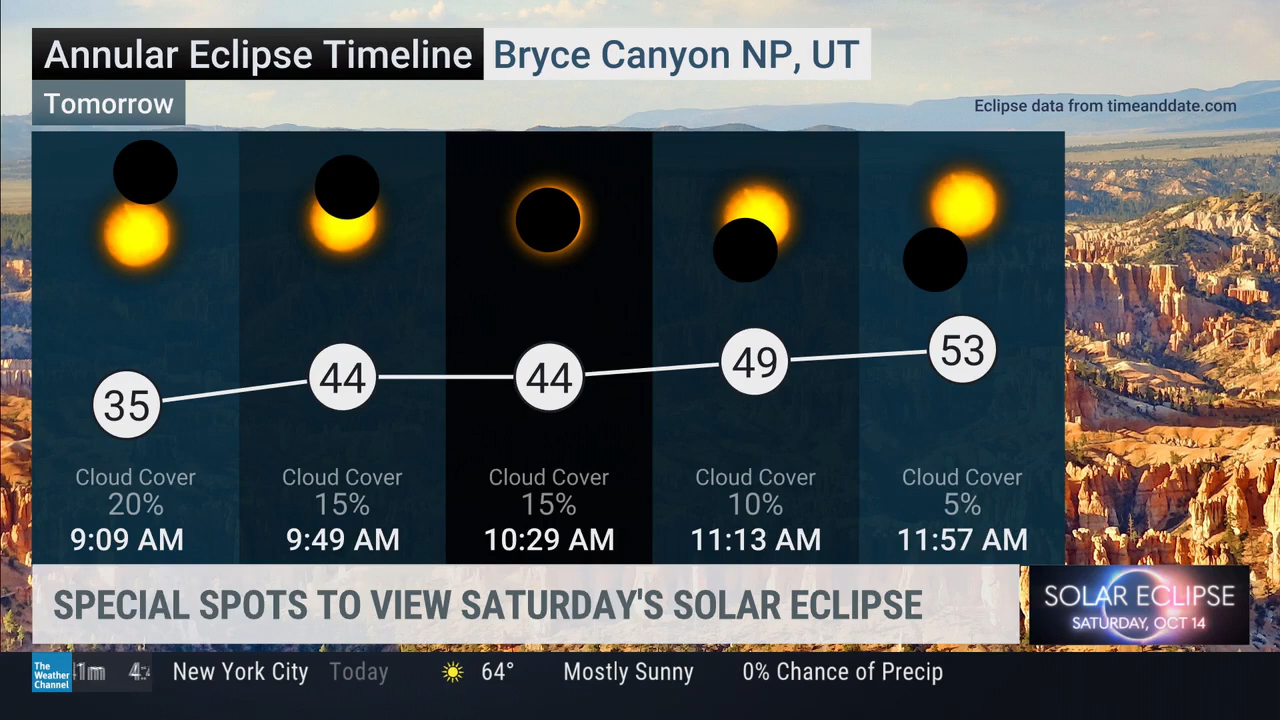 Annular Eclipse Timeline
Bryce Canyon NP, UT
Tomorrow
Eclipse data from timeanddate.com
35
44
44
49
53
Cloud Cover
20%
9:09 AM
Cloud Cover
15%
9:49 AM
Cloud Cover
15%
10:29 AM
Cloud Cover
10%
11:13 AM
Cloud Cover
5%
11:57 AM
SPECIAL SPOTS TO VIEW SATURDAY'S SOLAR ECLIPSE
SOLAR ECLIPSE
SATURDAY, OCT 14
The
Weather
Channel
New York City Today 64° Mostly Sunny 0% Chance of Precip